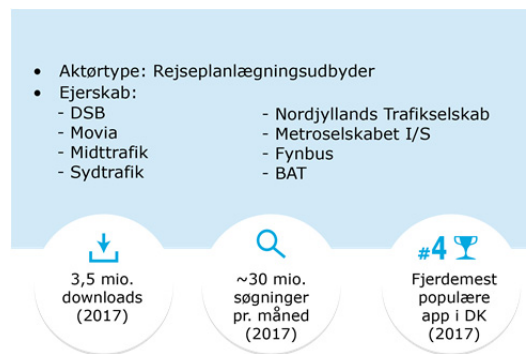 • Aktørtype: Rejseplanlægningsudbyder
• Ejerskab:
- DSB
- Movia
- Midttrafik
- Sydtrafik
- Nordjyllands Trafikselskab
- Metroselskabet I/S
- Fynbus
- BAT
3,5 mio.
downloads
(2017)
~30 mio.
søgninger
pr. måned
(2017)
#4
Fjerdemest
populære
app i DK
(2017)